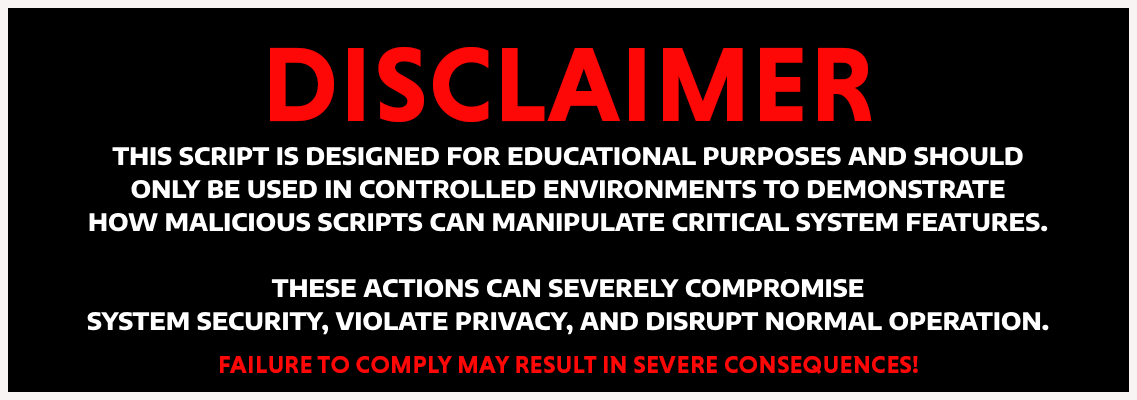 DISCLAIMER
THIS SCRIPT IS DESIGNED FOR EDUCATIONAL PURPOSES AND SHOULD
ONLY BE USED IN CONTROLLED ENVIRONMENTS TO DEMONSTRATE
HOW MALICIOUS SCRIPTS CAN MANIPULATE CRITICAL SYSTEM FEATURES.
THESE ACTIONS CAN SEVERELY COMPROMISE
SYSTEM SECURITY, VIOLATE PRIVACY, AND DISRUPT NORMAL OPERATION.
FAILURE TO COMPLY MAY RESULT IN SEVERE CONSEQUENCES!